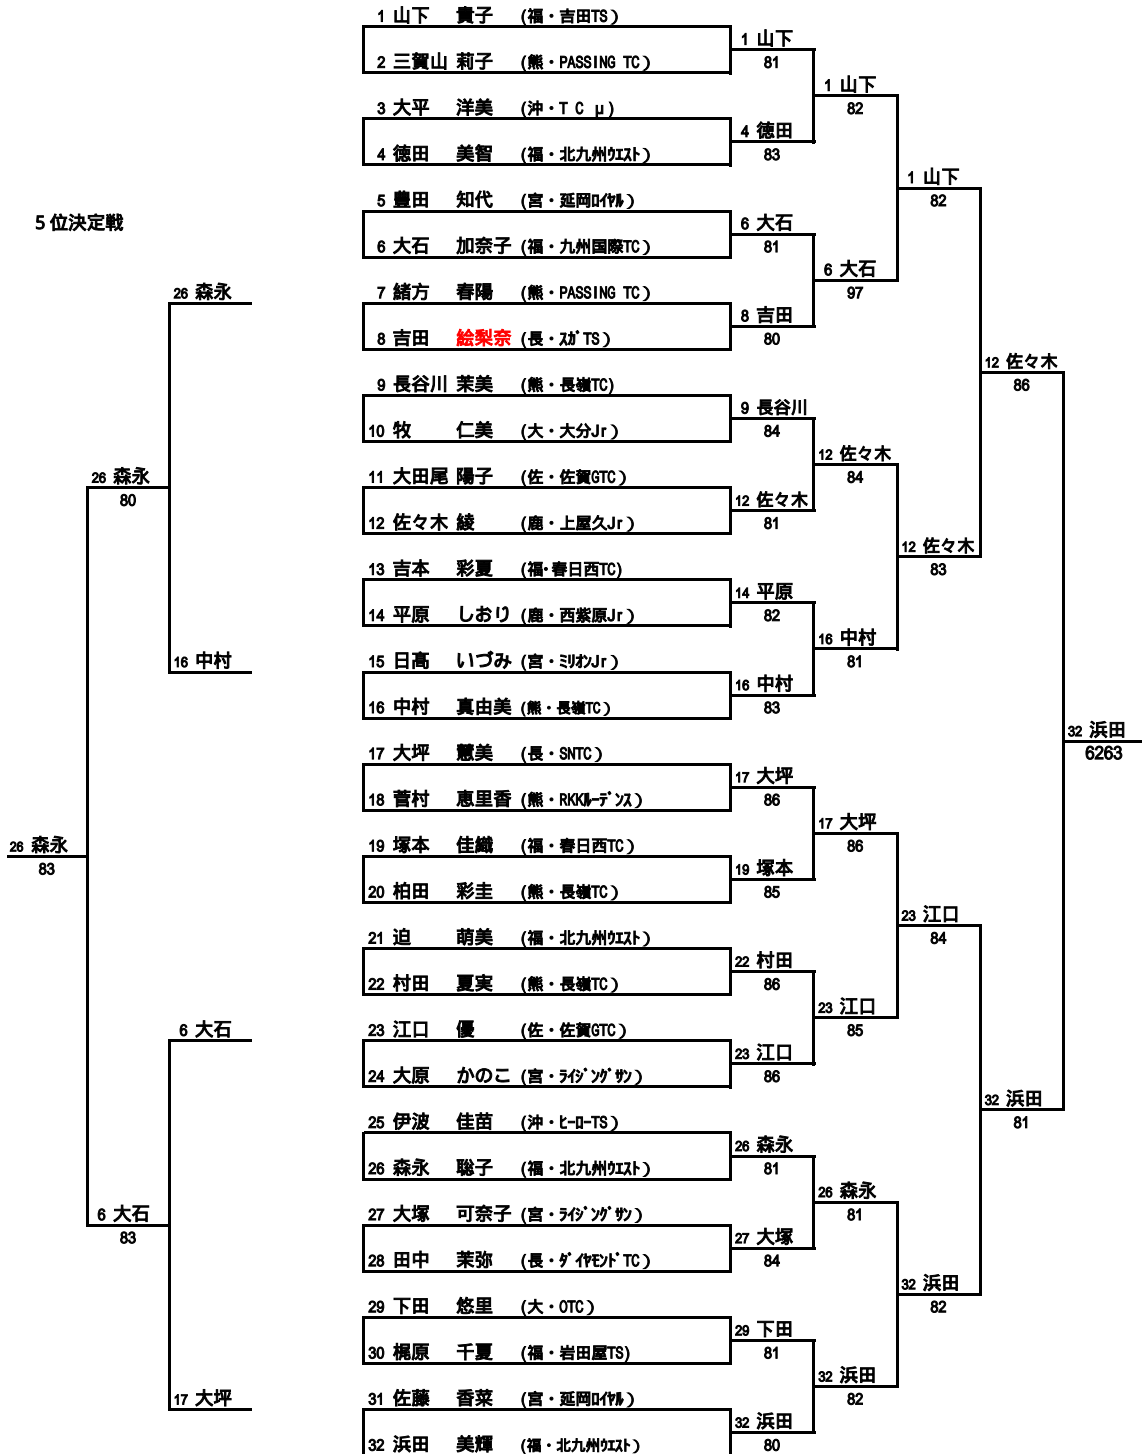 5位決定戦
1 山下 貴子 (福・吉田TS)
2 三賀山 莉子 (熊・PASSING TC)
3 大平 洋美 (沖・TC μ)
4 徳田 美智 (福・北九州ｳｴｽﾄ)
5 豊田 知代 (宮・延岡ﾛｲﾔﾙ)
6 大石 加奈子 (福・九州国際TC)
7 緒方 春陽 (熊・PASSING TC)
8 吉田 絵梨奈 (長・ｽｶﾞTS)
9 長谷川 茉美 (熊・長嶺TC)
10 牧 仁美 (大・大分Jr)
11 大田尾 陽子 (佐・佐賀GTC)
12 佐々木 綾 (鹿・上屋久Jr)
13 吉本 彩夏 (福・春日西TC)
14 平原 しおり (鹿・西紫原Jr)
15 日高 いづみ (宮・ﾐﾘｵﾝJr)
16 中村 真由美 (熊・長嶺TC)
17 大坪 慧美 (長・SNTC)
18 菅村 恵里香 (熊・RKKﾙｰﾃﾞﾝｽ)
19 塚本 佳織 (福・春日西TC)
20 柏田 彩圭 (熊・長嶺TC)
21 迫 萌美 (福・北九州ｳｴｽﾄ)
22 村田 夏実 (熊・長嶺TC)
23 江口 優 (佐・佐賀GTC)
24 大原 かのこ (宮・ﾗｲｼﾞﾝｸﾞｻﾝ)
25 伊波 佳苗 (沖・ﾋｰﾛｰTS)
26 森永 聡子 (福・北九州ｳｴｽﾄ)
27 大塚 可奈子 (宮・ﾗｲｼﾞﾝｸﾞｻﾝ)
28 田中 茉弥 (長・ﾀﾞｲﾔﾓﾝﾄﾞTC)
29 下田 悠里 (大・OTC)
30 梶原 千夏 (福・岩田屋TS)
31 佐藤 香菜 (宮・延岡ﾛｲﾔﾙ)
32 浜田 美輝 (福・北九州ｳｴｽﾄ)
1 山下
81
4 徳田
83
6 大石
81
8 吉田
80
9 長谷川
84
12 佐々木
81
14 平原
82
16 中村
83
17 大坪
86
19 塚本
85
22 村田
86
23 江口
86
26 森永
81
27 大塚
84
29 下田
81
32 浜田
80
1 山下
82
6 大石
97
12 佐々木
84
16 中村
81
17 大坪
86
23 江口
85
26 森永
81
32 浜田
82
1 山下
82
12 佐々木
83
23 江口
84
32 浜田
82
12 佐々木
86
32 浜田
81
32 浜田
6263
26 森永
16 中村
6 大石
17 大坪
26 森永
80
6 大石
83
26 森永
83